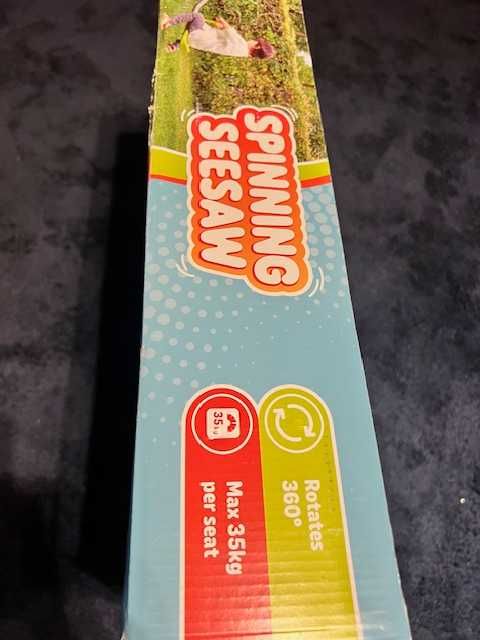 SPINNING
SEESAW
Rotates
360°
35kg
Max 35kg
per seat